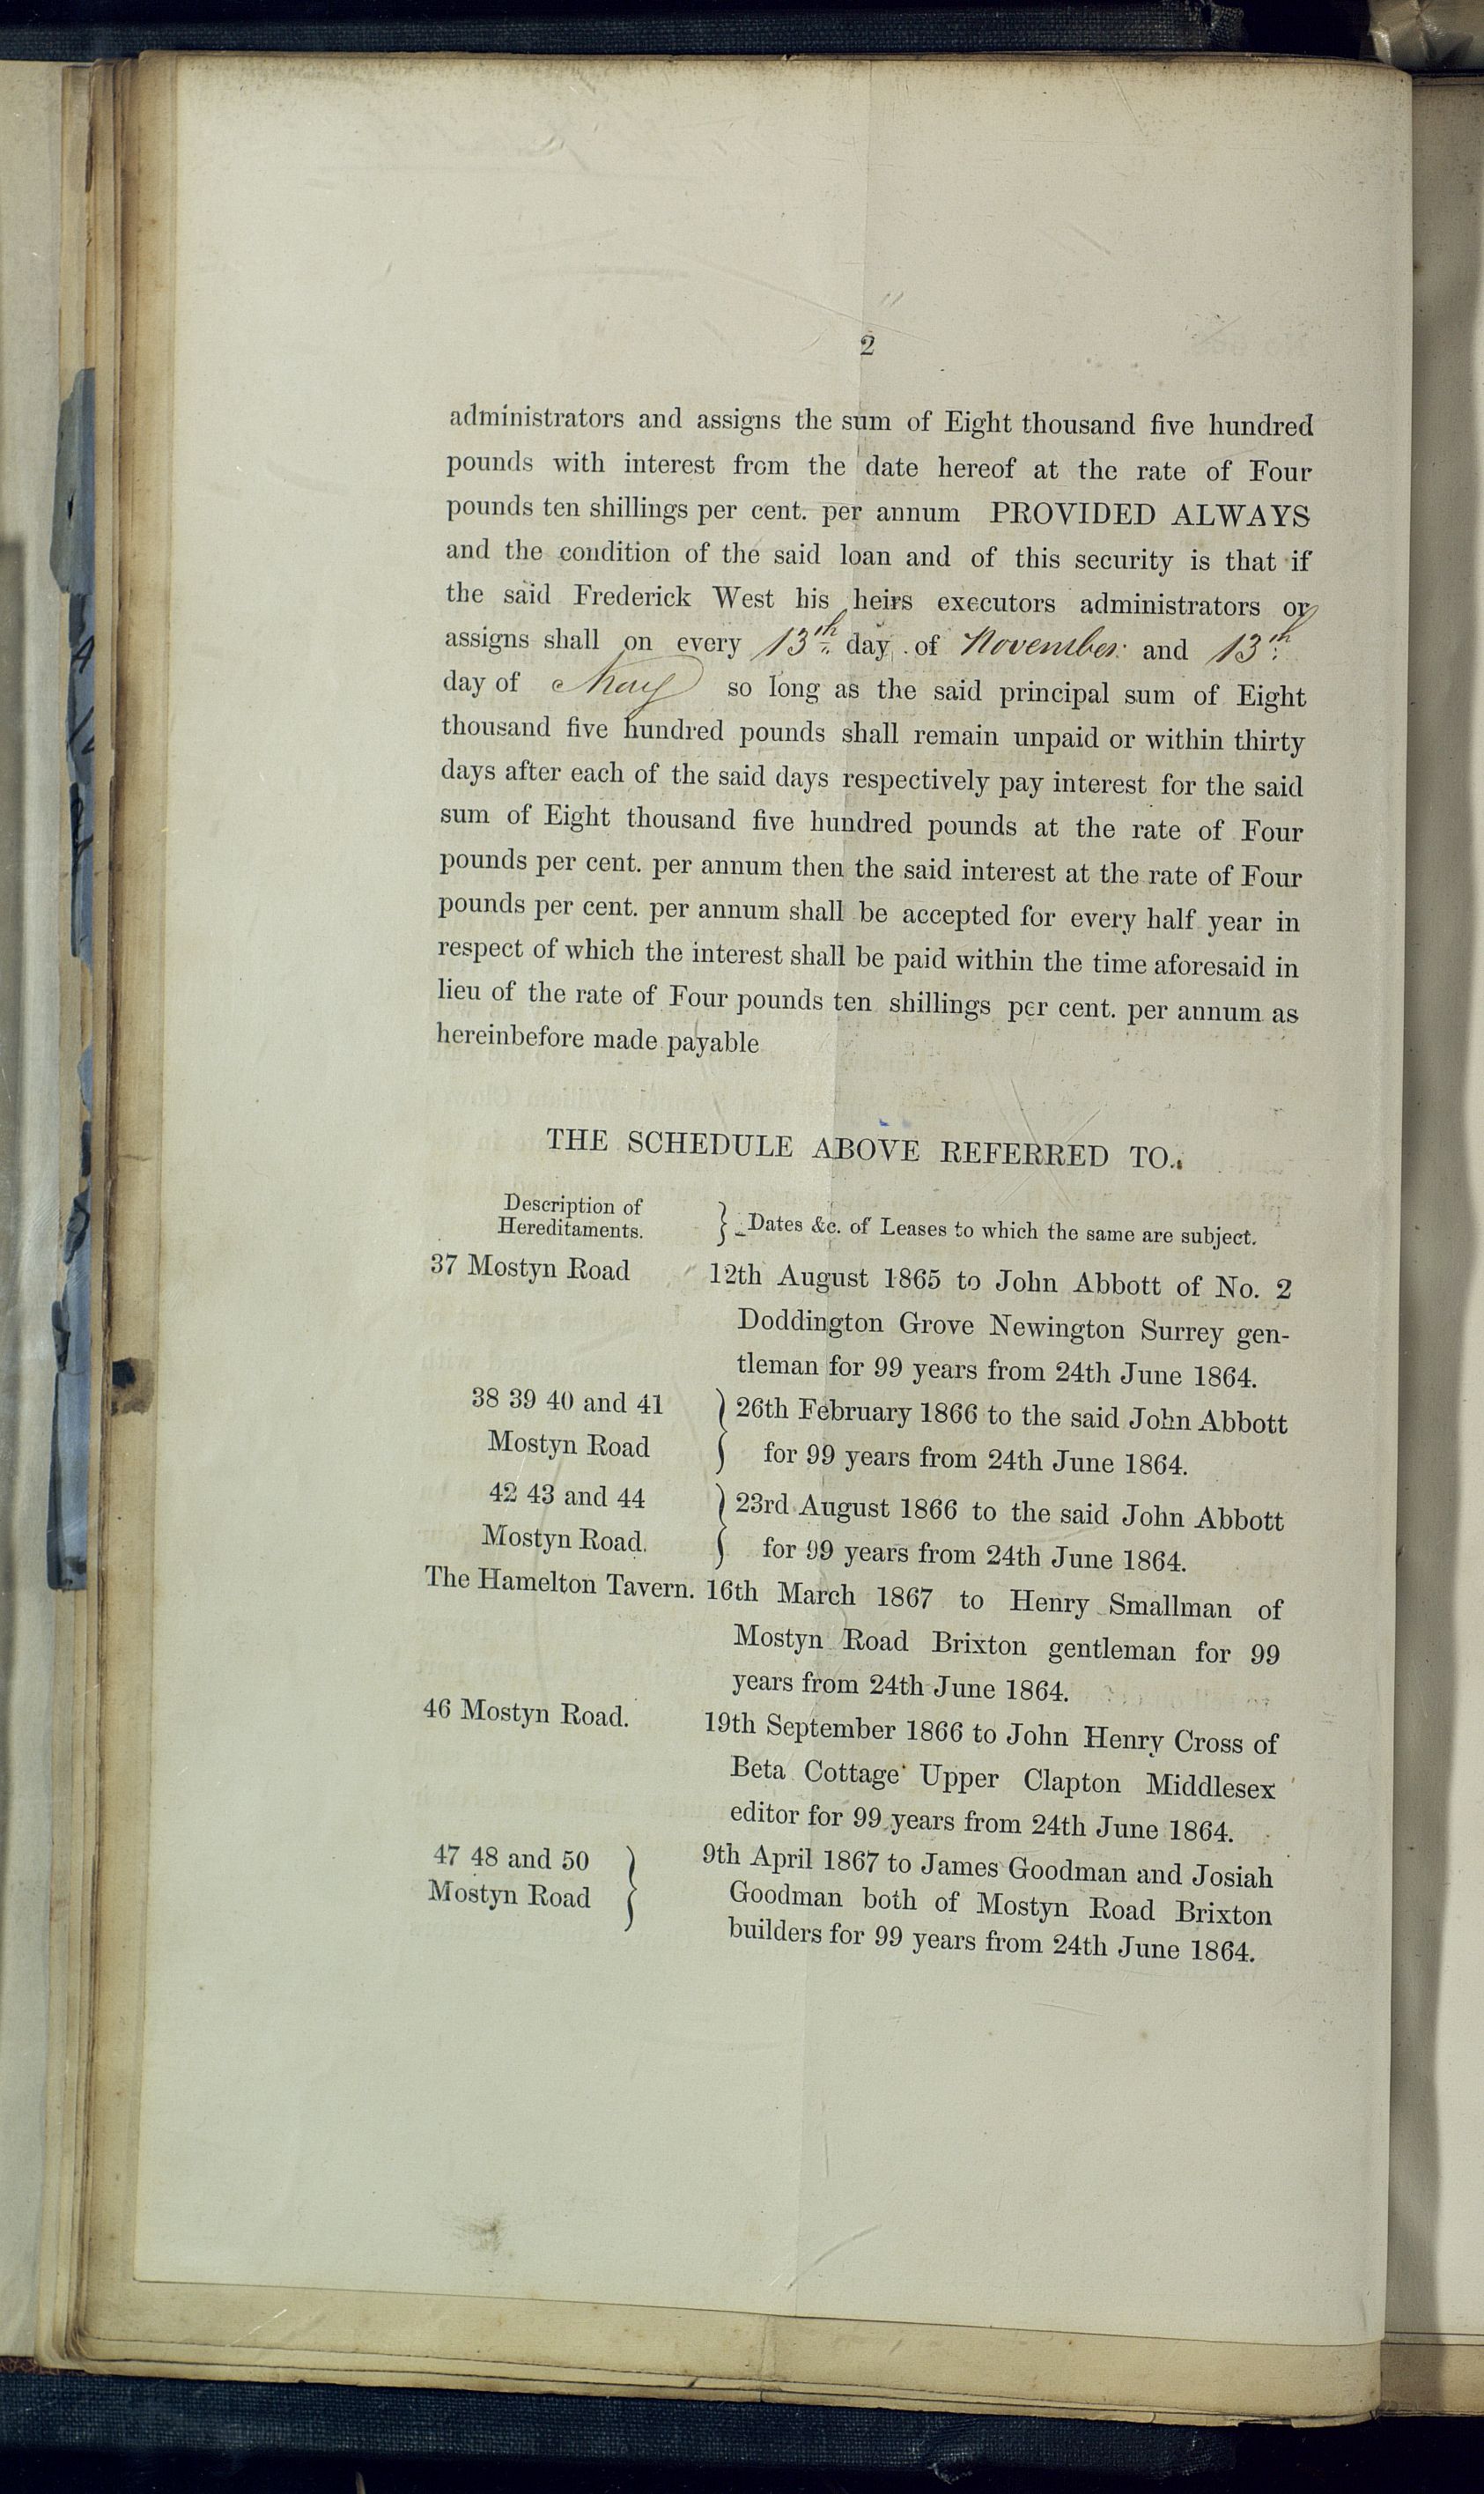 2
administrators and assigns the sum of Eight thousand five hundred
pounds with interest from the date hereof at the rate of Four
pounds ten shillings per cent. per annum PROVIDED ALWAYS
and the condition of the said loan and of this security is that if
the said Frederick West his heirs executors administrators or
assigns shall on every 13th day of November and 13th
day of May so long as the said principal sum of Eight
thousand five hundred pounds shall remain unpaid or within thirty
days after each of the said days respectively pay interest for the said
sum of Eight thousand five hundred pounds at the rate of Four
pounds per cent. per annum then the said interest at the rate of Four
pounds per cent. per annum shall be accepted for every half year in
respect of which the interest shall be paid within the time aforesaid in
lieu of the rate of Four pounds ten shillings per cent. per annum as
hereinbefore made payable
THE SCHEDULE ABOVE REFERRED TO.
Description of
Hereditaments. } Dates &c. of Leases to which the same are subject.
37 Mostyn Road 12th August 1865 to John Abbott of No. 2
Doddington Grove Newington Surrey gen-
tleman for 99 years from 24th June 1864.
38 39 40 and 41 } 26th February 1866 to the said John Abbott
Mostyn Road for 99 years from 24th June 1864.
42 43 and 44 } 23rd August 1866 to the said John Abbott
Mostyn Road. for 99 years from 24th June 1864.
The Hamelton Tavern. 16th March 1867 to Henry Smallman of
Mostyn Road Brixton gentleman for 99
years from 24th June 1864.
46 Mostyn Road. 19th September 1866 to John Henry Cross of
Beta Cottage Upper Clapton Middlesex
editor for 99 years from 24th June 1864.
47 48 and 50 } 9th April 1867 to James Goodman and Josiah
Mostyn Road Goodman both of Mostyn Road Brixton
builders for 99 years from 24th June 1864.